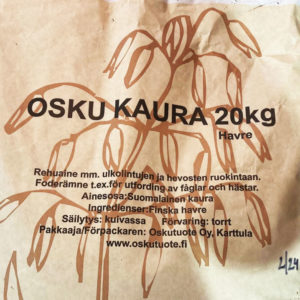 OSKU KAURA 20kg
Havre
Rehuaine mm. ulkolintujen ja hevosten ruokintaan.
Foderämne t.ex.för utfording av fåglar och hästar.
Ainesosa:Suomalainen kaura
Ingredienser:Finska havre
Säilytys: kuivassa Förvaring: torrt
Pakkaaja/Förpackaren: Oskutuote Oy, Karttula
www.oskutuote.fi
2/24